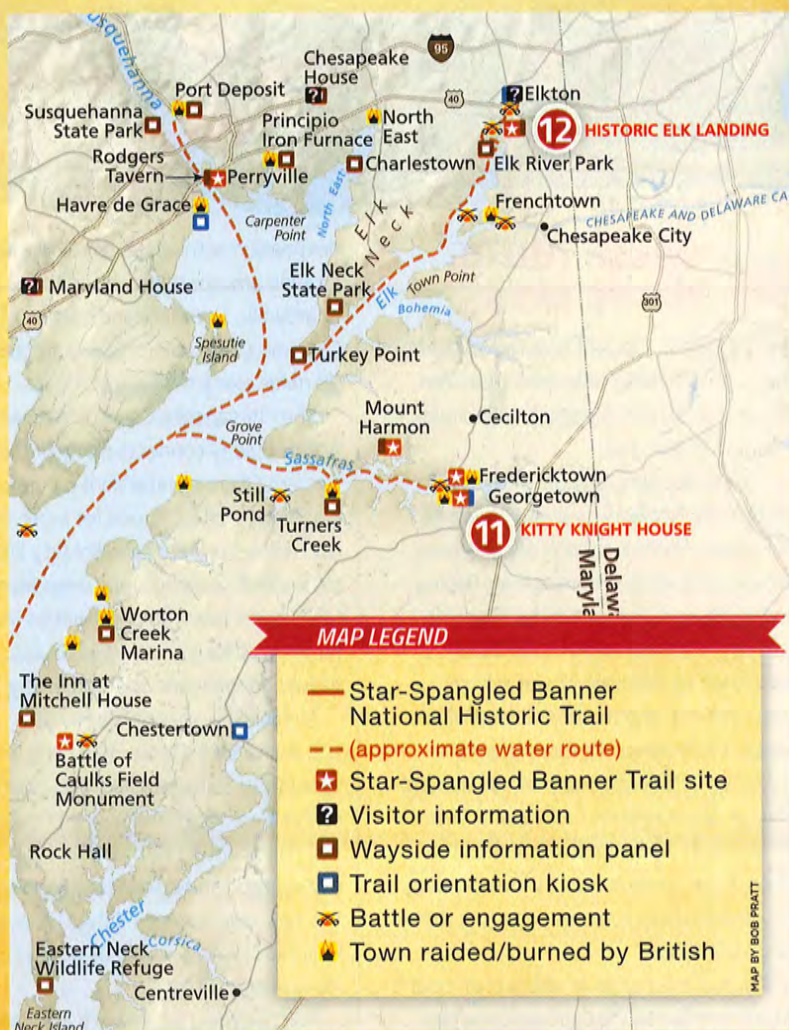 Susquehanna
95
Chesapeake
House
Port Deposit
40
Elkton
Susquehanna
State Park
Principio
Iron Furnace
North
East
12 HISTORIC ELK LANDING
Rodgers
Tavern
Perryville
Charlestown
Elk River Park
Havre de Grace
North East
Elk
Neck
Frenchtown
CHESAPEAKE AND DELAWARE CA
Carpenter
Point
Chesapeake City
Maryland House
40
Elk Neck
State Park
Elk
Town Point
Bohemia
301
Spesutie
Island
Turkey Point
Grove
Point
Mount
Harmon
Cecilton
Sassafras
Fredericktown
Georgetown
Still
Pond
Turners
Creek
11 KITTY KNIGHT HOUSE
Delawa
Maryla
Worton
Creek
Marina
The Inn at
Mitchell House
Chestertown
Battle of
Caulks Field
Monument
Rock Hall
Chester
Corsica
Eastern Neck
Wildlife Refuge
Centreville
Eastern
Neck Island
MAP LEGEND
Star-Spangled Banner
National Historic Trail
(approximate water route)
Star-Spangled Banner Trail site
? Visitor information
Wayside information panel
Trail orientation kiosk
Battle or engagement
Town raided/burned by British
MAP BY BOB PRATT